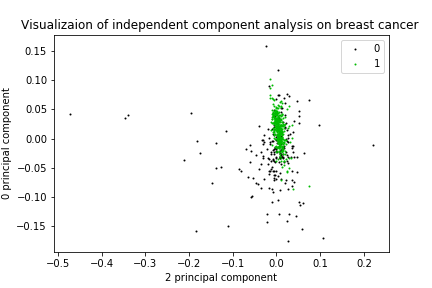 Visualizaion of independent component analysis on breast cancer
0
1
0.15
0.10
0.05
0.00
−0.05
−0.10
−0.15
0 principal component
−0.5 −0.4 −0.3 −0.2 −0.1 0.0 0.1 0.2
2 principal component